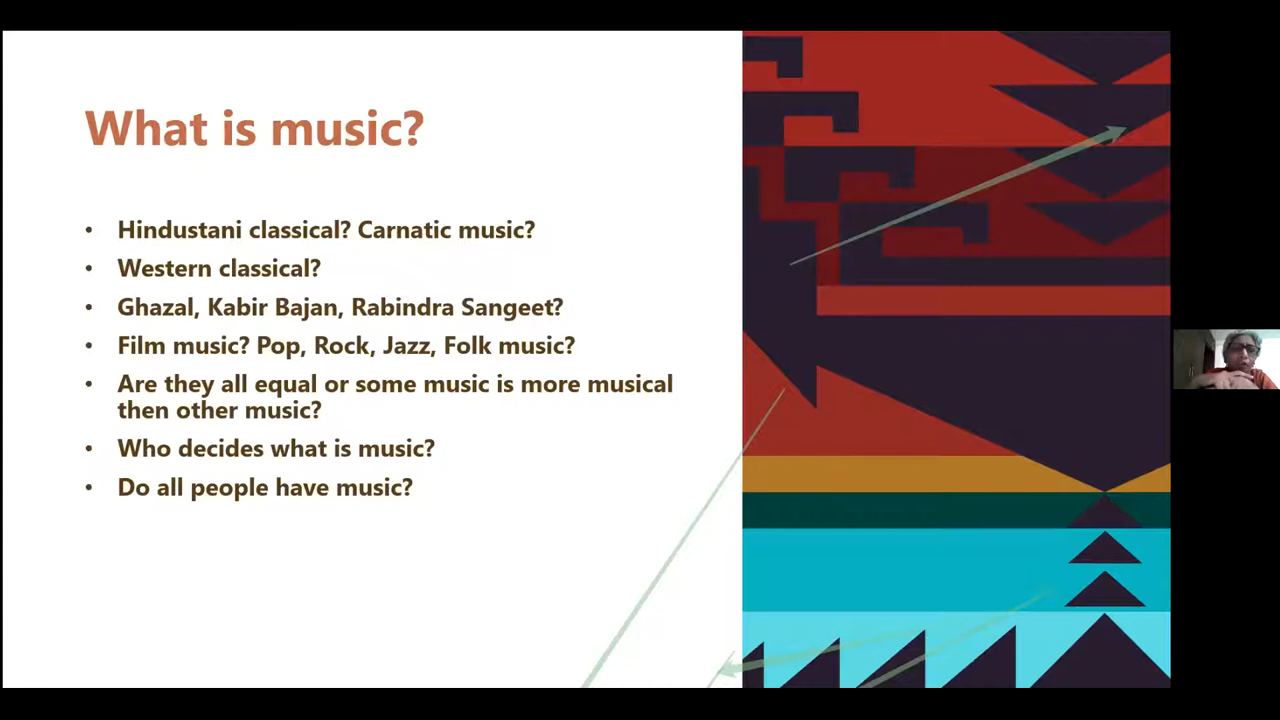 What is music?
• Hindustani classical? Carnatic music?
• Western classical?
• Ghazal, Kabir Bajan, Rabindra Sangeet?
• Film music? Pop, Rock, Jazz, Folk music?
• Are they all equal or some music is more musical
then other music?
• Who decides what is music?
• Do all people have music?